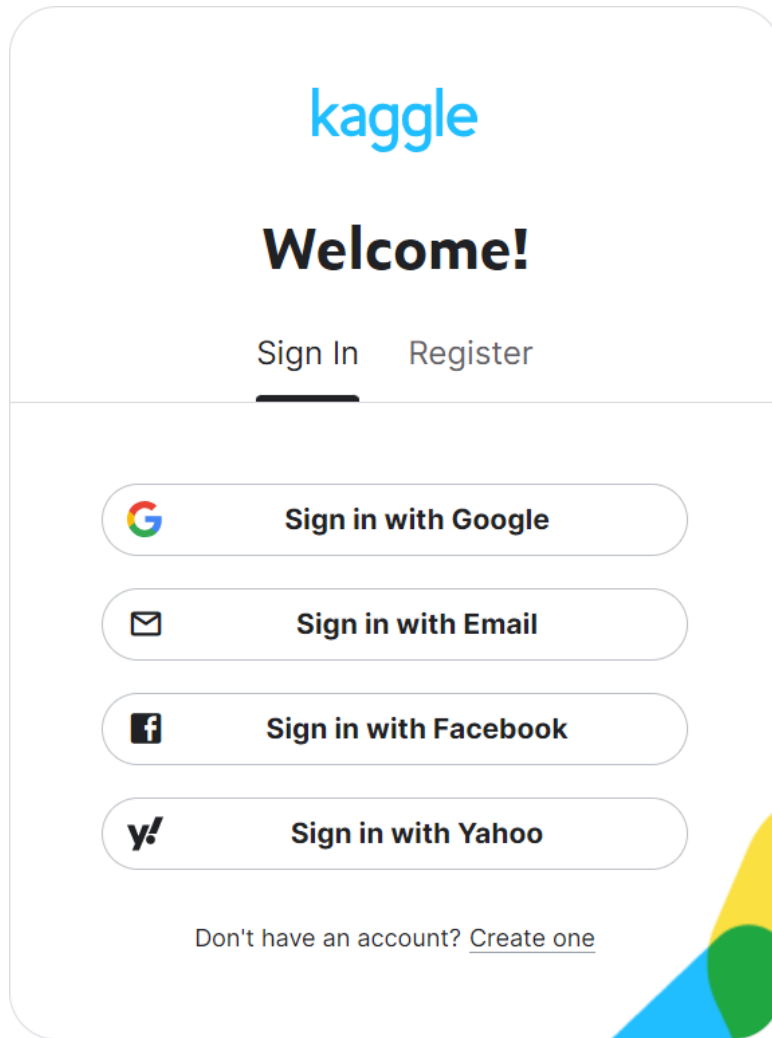 kaggle
Welcome!
Sign In Register
Sign in with Google
Sign in with Email
Sign in with Facebook
Sign in with Yahoo
Don't have an account? Create one